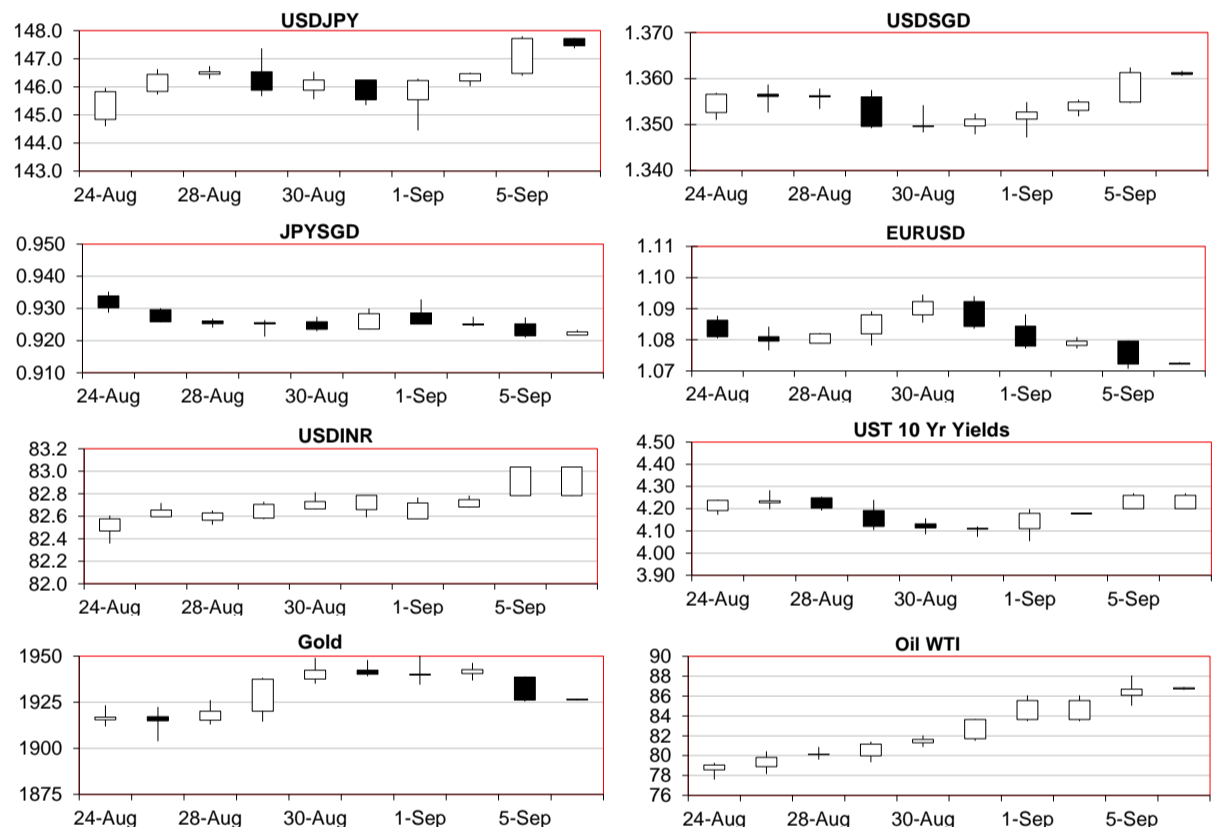 USDJPY
148.0
147.0
146.0
145.0
144.0
143.0
24-Aug 28-Aug 30-Aug 1-Sep 5-Sep
USDSGD
1.370
1.360
1.350
1.340
24-Aug 28-Aug 30-Aug 1-Sep 5-Sep
JPYSGD
0.950
0.940
0.930
0.920
0.910
24-Aug 28-Aug 30-Aug 1-Sep 5-Sep
EURUSD
1.11
1.10
1.09
1.08
1.07
24-Aug 28-Aug 30-Aug 1-Sep 5-Sep
USDINR
83.2
83.0
82.8
82.6
82.4
82.2
82.0
24-Aug 28-Aug 30-Aug 1-Sep 5-Sep
UST 10 Yr Yields
4.50
4.40
4.30
4.20
4.10
4.00
3.90
24-Aug 28-Aug 30-Aug 1-Sep 5-Sep
Gold
1950
1925
1900
1875
24-Aug 28-Aug 30-Aug 1-Sep 5-Sep
Oil WTI
90
88
86
84
82
80
78
76
24-Aug 28-Aug 30-Aug 1-Sep 5-Sep